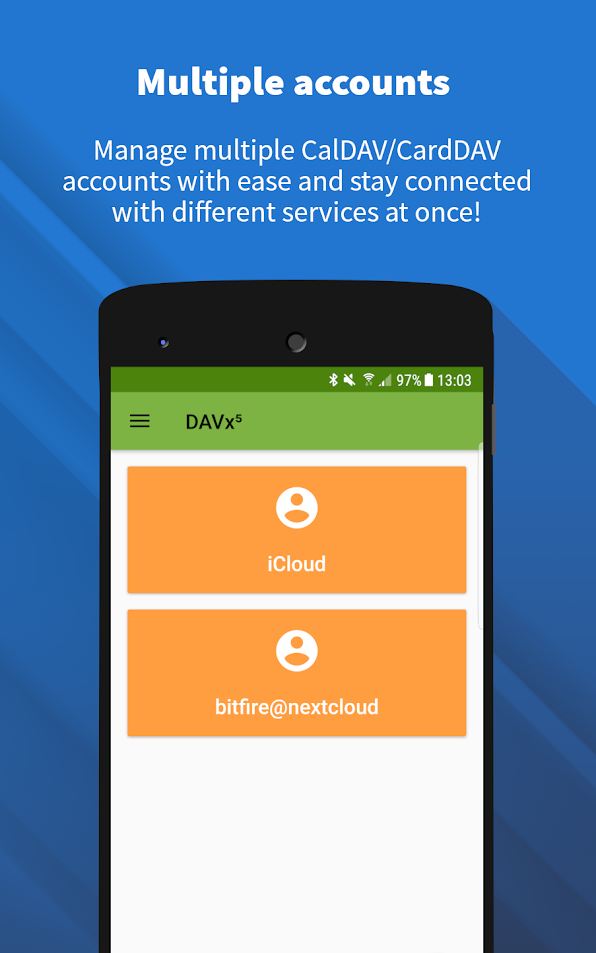 Multiple accounts
Manage multiple CalDAV/CardDAV
accounts with ease and stay connected
with different services at once!
97% 13:03
DAVx⁵
iCloud
bitfire@nextcloud